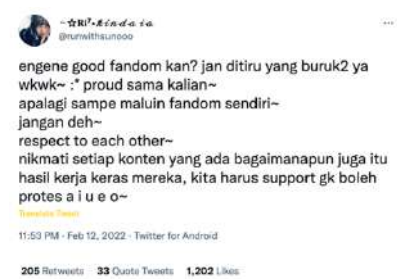 ~☆Ri⁷•𝓀𝒾𝓃𝒹𝒶 𝒾𝒶
@runwithsunooo
engene good fandom kan? jan ditiru yang buruk2 ya
wkwk~ :* proud sama kalian~
apalagi sampe maluin fandom sendiri~
jangan deh~
respect to each other~
nikmati setiap konten yang ada bagaimanapun juga itu
hasil kerja keras mereka, kita harus support gk boleh
protes a i u e o~
Translate Tweet
11:53 PM · Feb 12, 2022 · Twitter for Android
205 Retweets 33 Quote Tweets 1,202 Likes